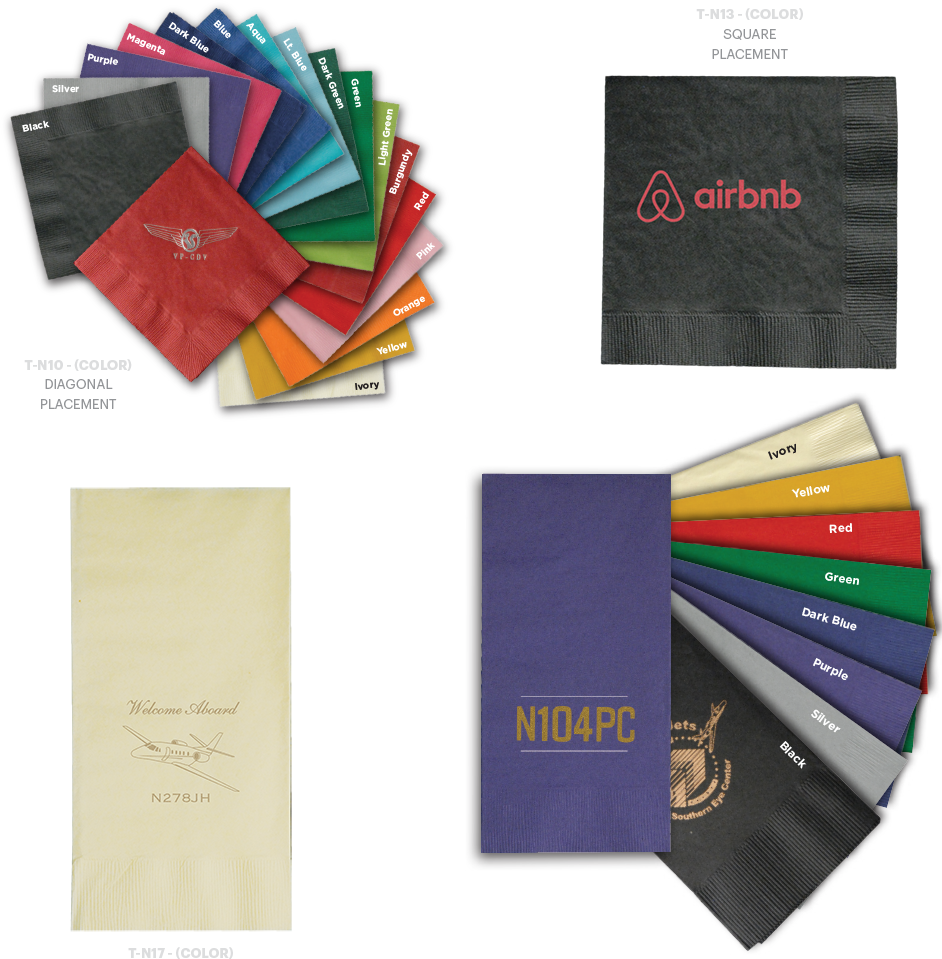 T-N13 - (COLOR)
SQUARE
PLACEMENT
Black
Silver
Purple
Magenta
Dark Blue
Blue
Aqua
Lt. Blue
Dark Green
Green
Light Green
Burgundy
Red
Pink
Orange
Yellow
Ivory
VP-CDV
T-N10 - (COLOR)
DIAGONAL
PLACEMENT
airbnb
Welcome Aboard
N278JH
T-N17 - (COLOR)
N104PC
Ivory
Yellow
Red
Green
Dark Blue
Purple
Silver
Black
Southern Eye Center